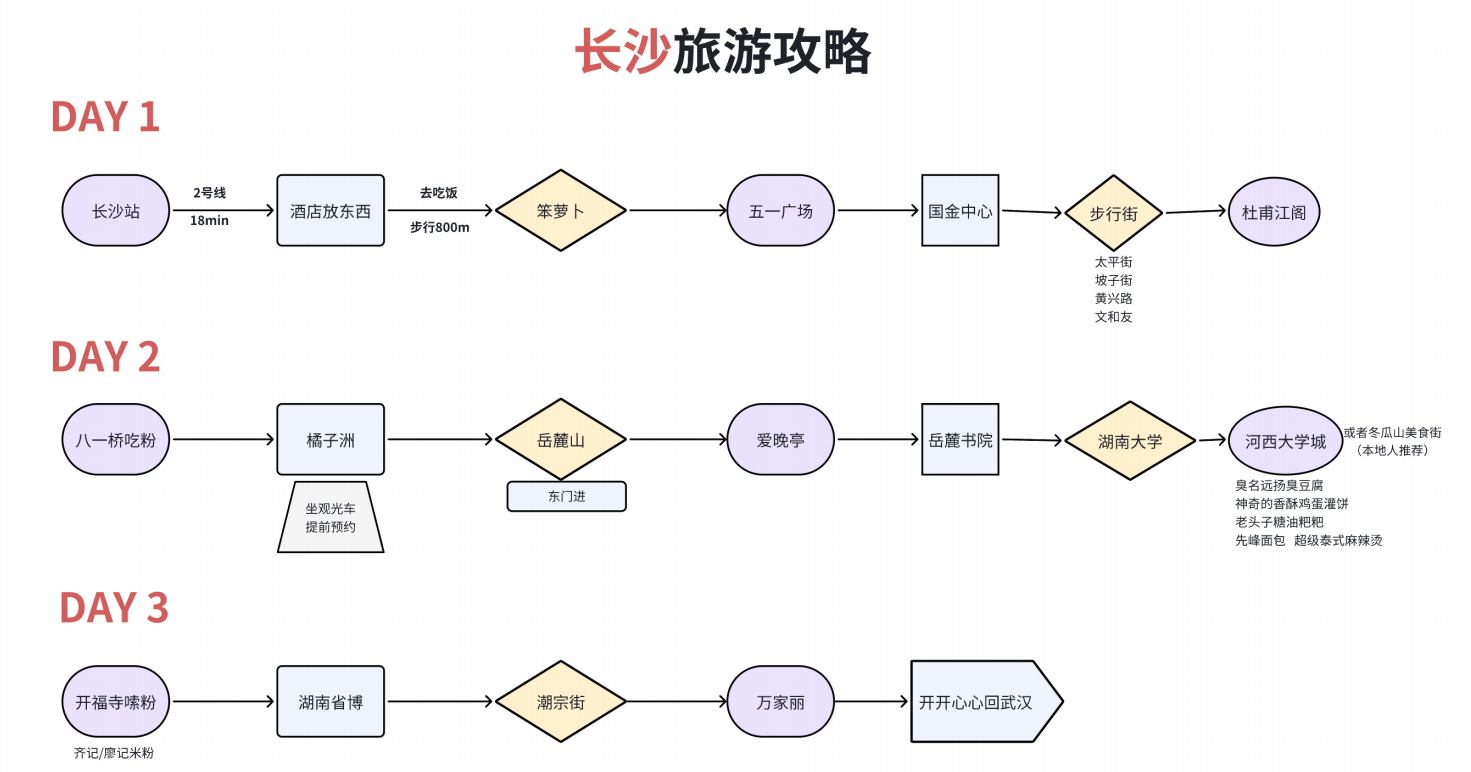 长沙旅游攻略
DAY 1
长沙站
2号线
18min
酒店放东西
去吃饭
步行800m
笨萝卜
五一广场
国金中心
步行街
太平街
坡子街
黄兴路
文和友
杜甫江阁
DAY 2
八一桥吃粉
橘子洲
坐观光车
提前预约
岳麓山
东门进
爱晚亭
岳麓书院
湖南大学
河西大学城
或者冬瓜山美食街
（本地人推荐）
臭名远扬臭豆腐
神奇的香酥鸡蛋灌饼
老头子糖油粑粑
先峰面包 超级泰式麻辣烫
DAY 3
开福寺嗦粉
齐记/廖记米粉
湖南省博
潮宗街
万家丽
开开心心回武汉